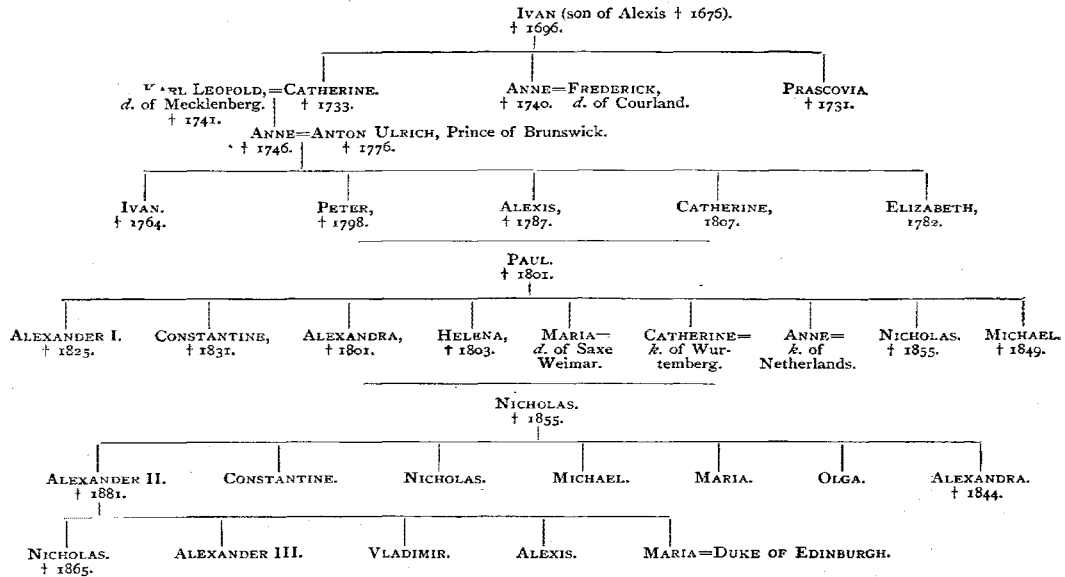 IVAN (son of Alexis † 1676).
† 1696.
LEOPOLD,=CATHERINE. ANNE=FREDERICK, PRASCOVIA.
d. of Mecklenberg. † 1733. † 1740. d. of Courland. † 1731.
† 1741.
ANNE=ANTON ULRICH, Prince of Brunswick.
† 1746. † 1776.
IVAN. PETER, ALEXIS, CATHERINE, ELIZABETH,
† 1764. † 1798. † 1787. 1807. 1782.
PAUL.
† 1801.
ALEXANDER I. CONSTANTINE, ALEXANDRA, HELENA, MARIA= CATHERINE= ANNE= NICHOLAS. MICHAEL.
† 1825. † 1831. † 1801. † 1803. d. of Saxe k. of Wur- k. of † 1855. † 1849.
Weimar. temberg. Netherlands.
NICHOLAS.
† 1855.
ALEXANDER II. CONSTANTINE. NICHOLAS. MICHAEL. MARIA. OLGA. ALEXANDRA.
† 1881. † 1844.
NICHOLAS. ALEXANDER III. VLADIMIR. ALEXIS. MARIA=DUKE OF EDINBURGH.
† 1865.